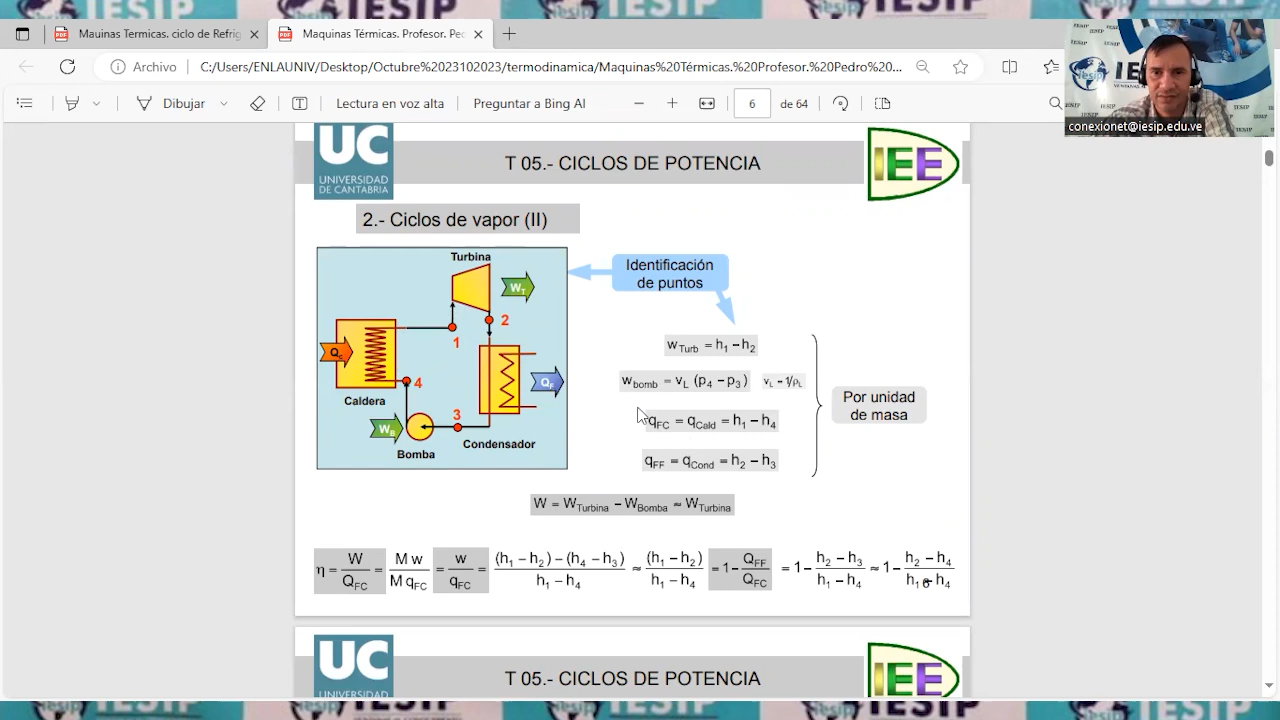 IESIP
Mauinas Termicas. ciclo de Refrig
Maquinas Térmicas. Profesor. Pec
Archivo
C:/Users/ENLAUNIV/Desktop/Octubre%20102023/termodinamica/Maquinas%20Térmicas.%20Profesor.%20Pedro%20...
Dibujar
Lectura en voz alta
Preguntar a Bing AI
6
de 64
conexionet@iesip.edu.ve
UC
UNIVERSIDAD
DE CANTABRIA
T 05.- CICLOS DE POTENCIA
IEE
2.- Ciclos de vapor (II)
Turbina
W_T
2
1
Q_C
4
Caldera
Q_F
3
W_B
Bomba
Condensador
Identificación
de puntos
w_Turb = h_1 – h_2
w_bomb = v_L (p_4 – p_3)
v_L = 1/ρ_L
q_FC = q_Cald = h_1 – h_4
q_FF = q_Cond = h_2 – h_3
Por unidad
de masa
W = W_Turbina – W_Bomba ≈ W_Turbina
η = W/Q_FC = M w/M q_FC = w/q_FC = (h_1 – h_2) – (h_4 – h_3)/h_1 – h_4 ≈ (h_1 – h_2)/h_1 – h_4 = 1 – Q_FF/Q_FC = 1 – h_2 – h_3/h_1 – h_4 ≈ 1 – h_2 – h_4/h_1 – h_4
6
UC
UNIVERSIDAD
T 05.- CICLOS DE POTENCIA
IEE
IESIP